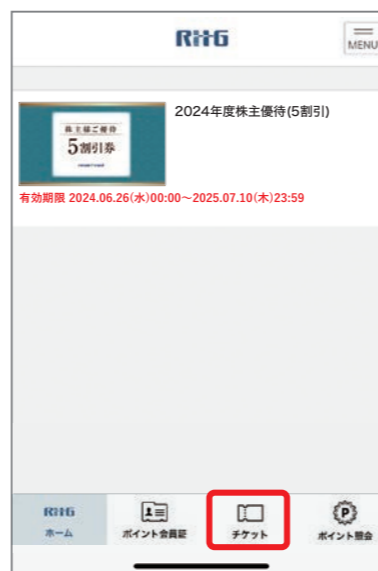 RHG
MENU
株主様ご優待
5割引券
2024年度株主優待(5割引)
有効期限 2024.06.26(水)00:00～2025.07.10(木)23:59
RHG
ホーム
ポイント会員証
チケット
P
ポイント照会